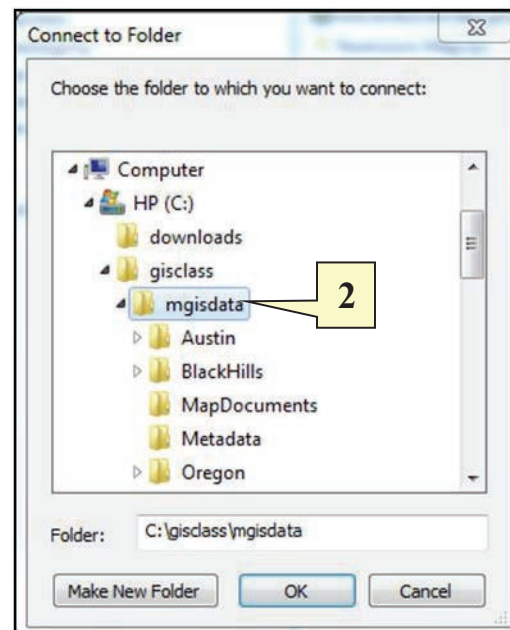 Connect to Folder
Choose the folder to which you want to connect:
Computer
HP (C:)
downloads
gisclass
mgisdata
2
Austin
BlackHills
MapDocuments
Metadata
Oregon
Folder: C:\gisclass\mgisdata
Make New Folder OK Cancel